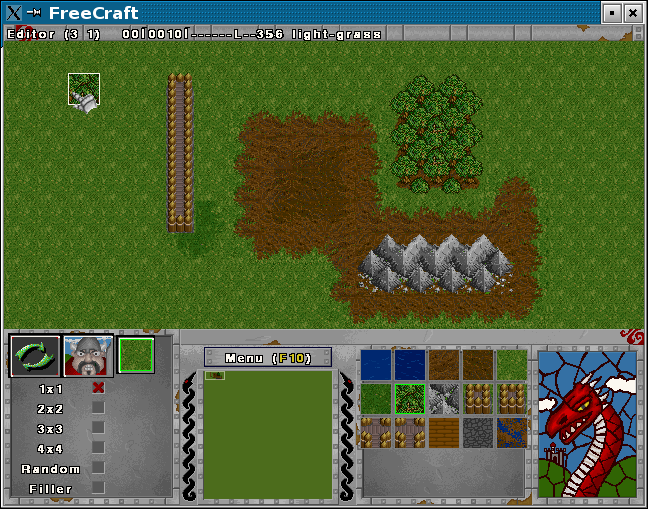 FreeCraft
Editor (3 1) 00|0010|------L--356 light-grass
Menu (F10)
1x1
2x2
3x3
4x4
Random
Filler